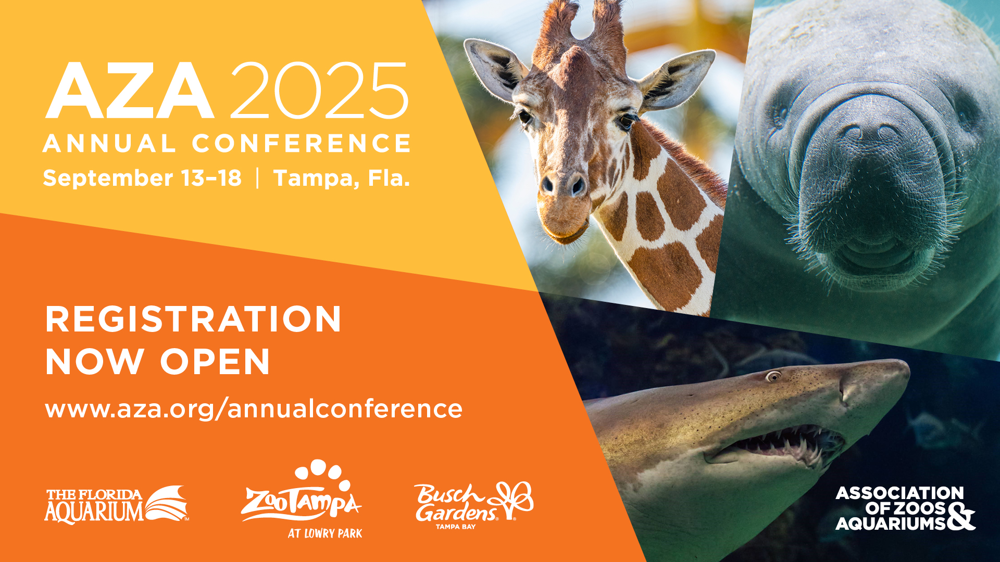 AZA 2025
ANNUAL CONFERENCE
September 13–18 | Tampa, Fla.
REGISTRATION
NOW OPEN
www.aza.org/annualconference
THE FLORIDA
AQUARIUM™
ZOOTAMPA
AT LOWRY PARK
Busch
Gardens®
®
TAMPA BAY
ASSOCIATION
OF ZOOS
AQUARIUMS&